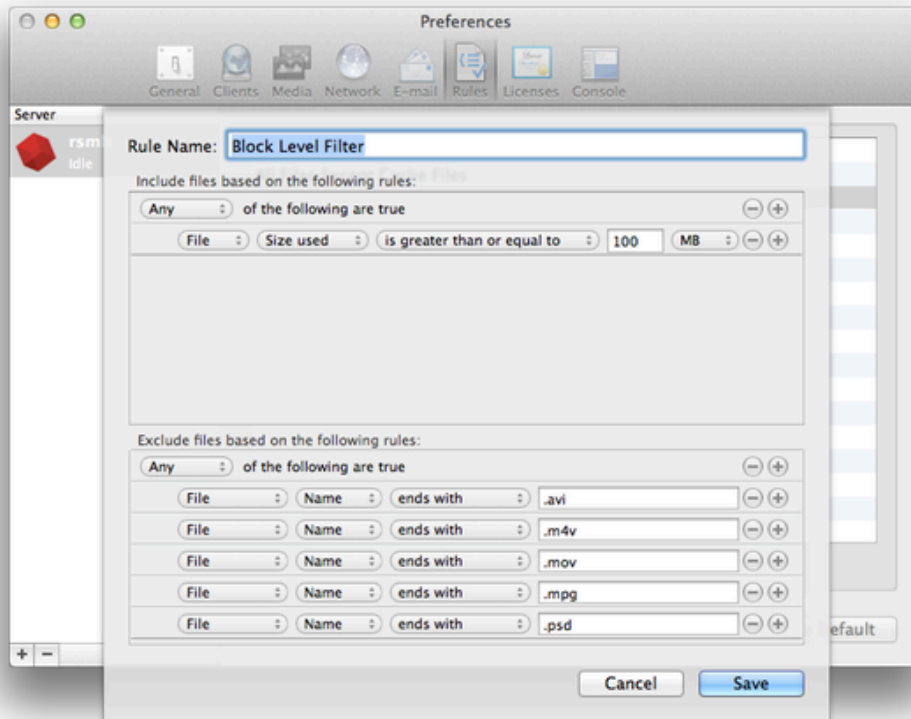 Preferences
General Clients Media Network E-mail Rules Licenses Console
Server
Idle
Rule Name: Block Level Filter
Include files based on the following rules:
Any of the following are true
File Size used is greater than or equal to 100 MB
Exclude files based on the following rules:
Any of the following are true
File Name ends with .avi
File Name ends with .m4v
File Name ends with .mov
File Name ends with .mpg
File Name ends with .psd
efault
Cancel Save